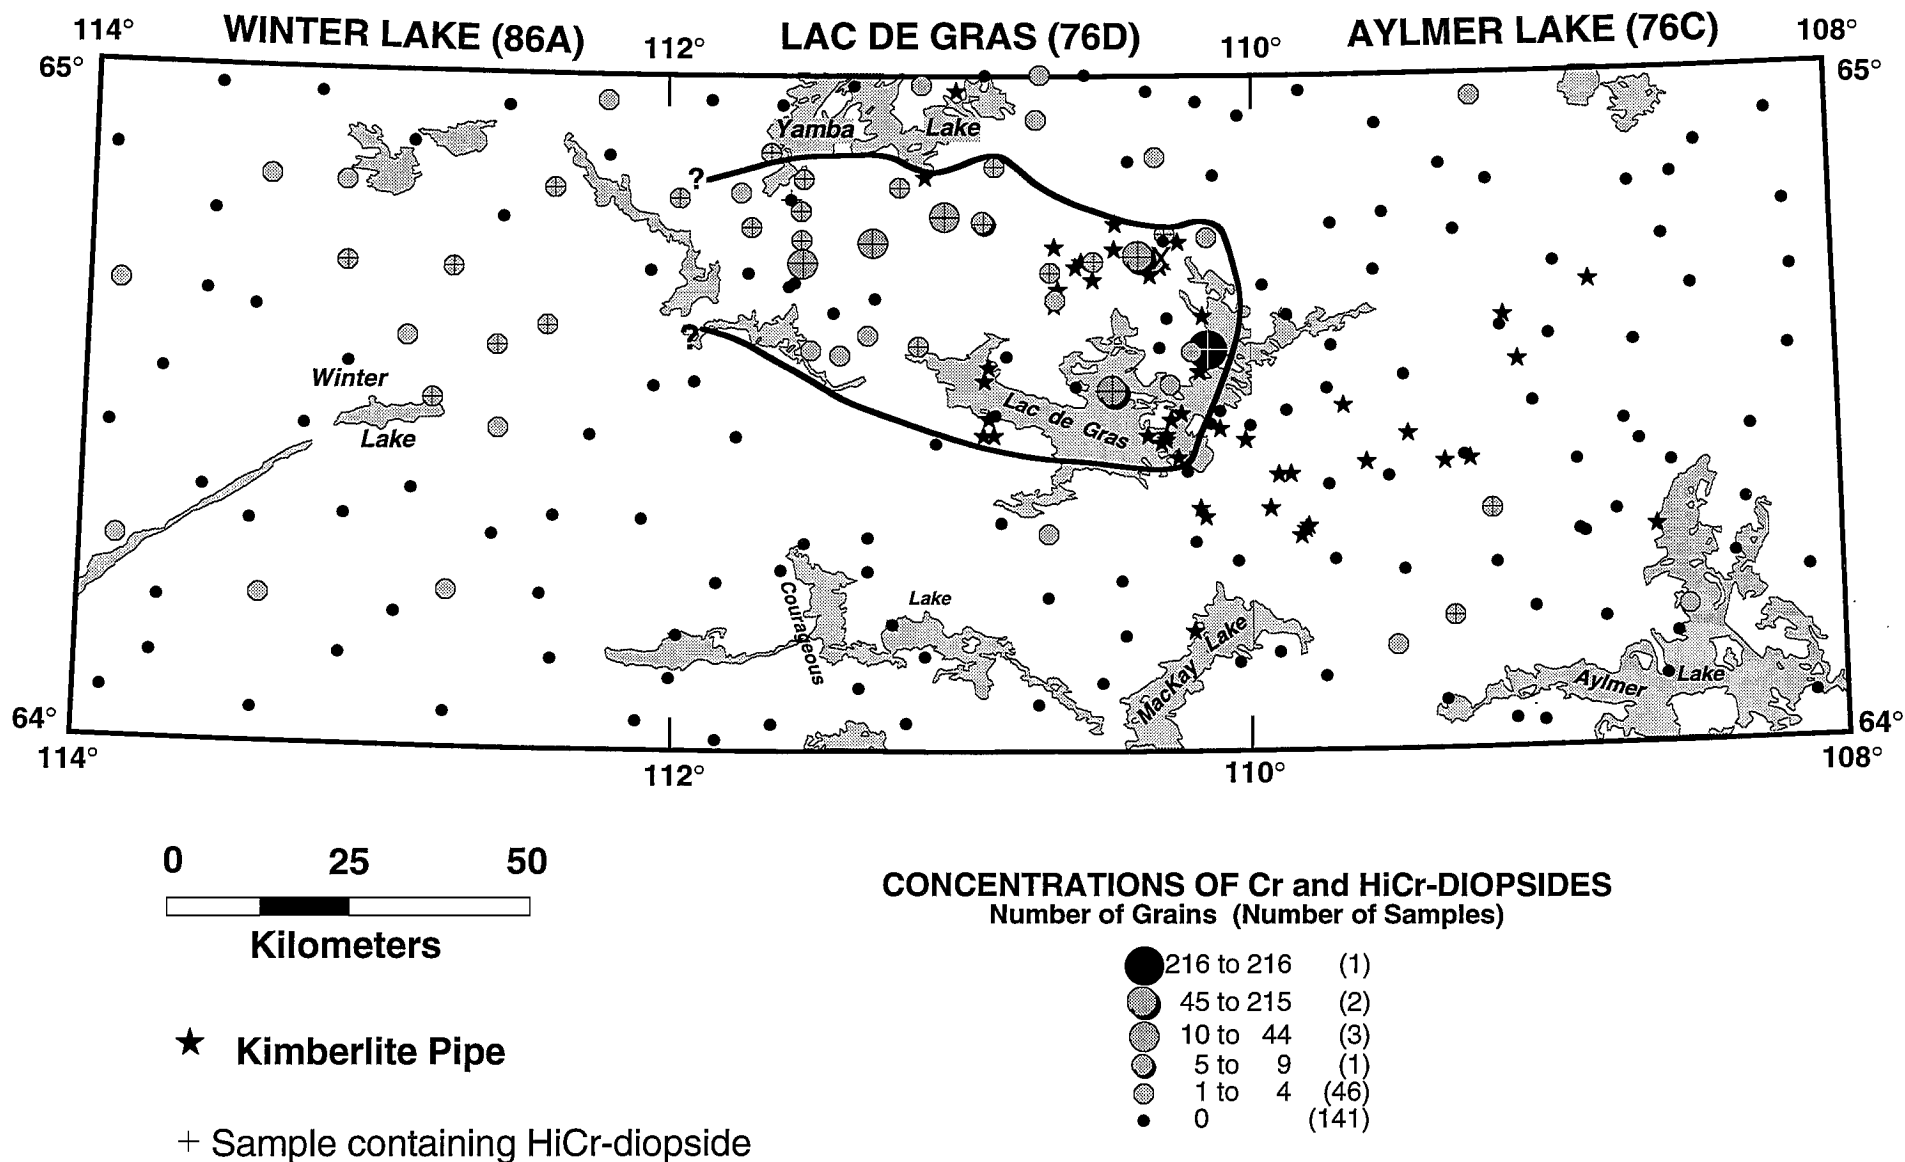 WINTER LAKE (86A) LAC DE GRAS (76D) AYLMER LAKE (76C)
114° 112° 110° 108°
65° 65°
Yamba Lake
?
?
X
Winter
Lake
Lac de Gras
Courageous
Lake
MacKay Lake
Aylmer Lake
64° 64°
114° 112° 110° 108°
0 25 50
Kilometers
Kimberlite Pipe
+ Sample containing HiCr-diopside
CONCENTRATIONS OF Cr and HiCr-DIOPSIDES
Number of Grains (Number of Samples)
216 to 216 (1)
45 to 215 (2)
10 to 44 (3)
5 to 9 (1)
1 to 4 (46)
0 (141)